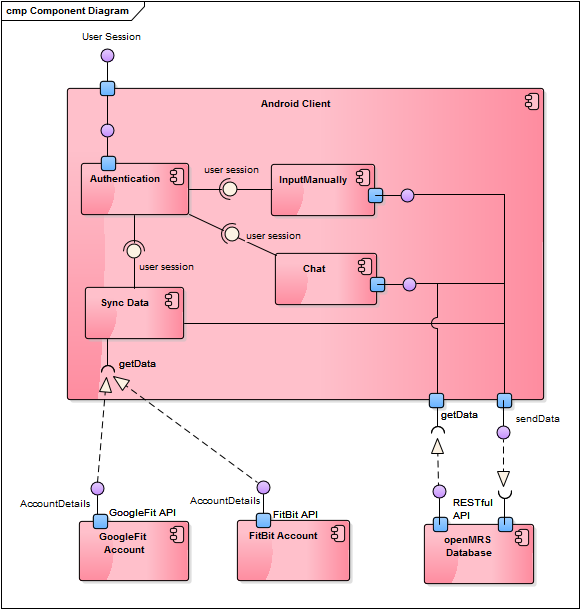 cmp Component Diagram
User Session
Android Client
Authentication
user session
InputManually
user session
user session
Chat
Sync Data
getData
getData
sendData
AccountDetails
GoogleFit API
AccountDetails
FitBit API
RESTful
API
GoogleFit
Account
FitBit Account
openMRS
Database